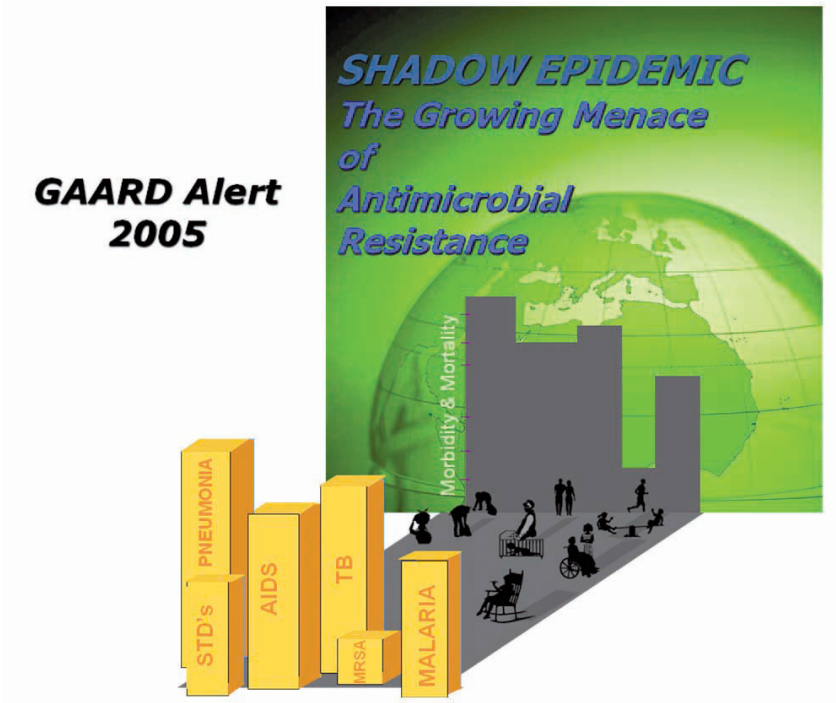 SHADOW EPIDEMIC
The Growing Menace
of
Antimicrobial
Resistance
GAARD Alert
2005
Morbidity & Mortality
PNEUMONIA
STD's
AIDS
TB
MRSA
MALARIA